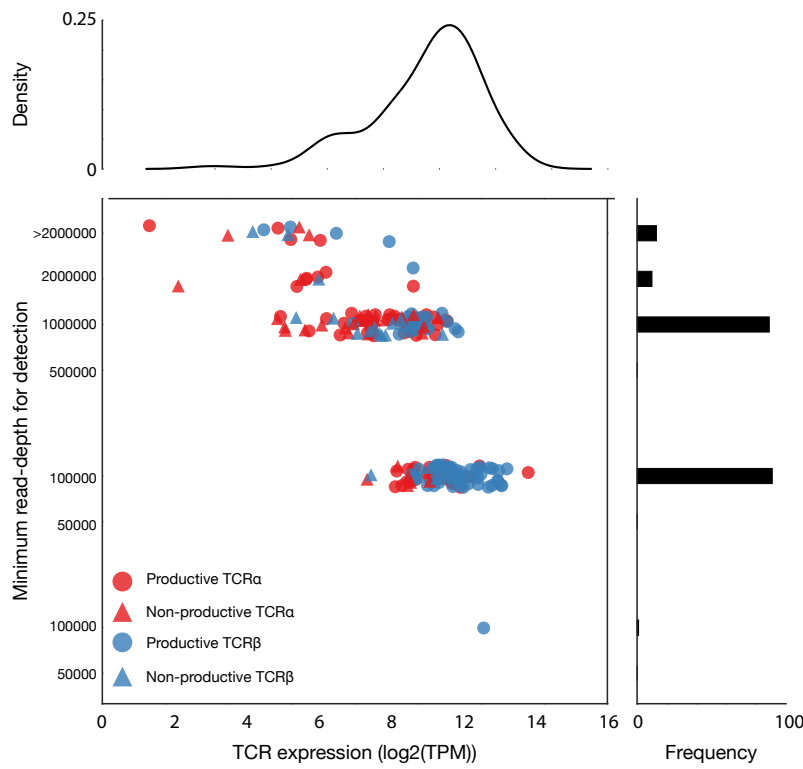 0.25
Density
0
Minimum read-depth for detection
>2000000
2000000
1000000
500000
100000
50000
100000
50000
Productive TCRα
Non-productive TCRα
Productive TCRβ
Non-productive TCRβ
0 2 4 6 8 12 14 16
TCR expression (log2(TPM))
0 100
Frequency